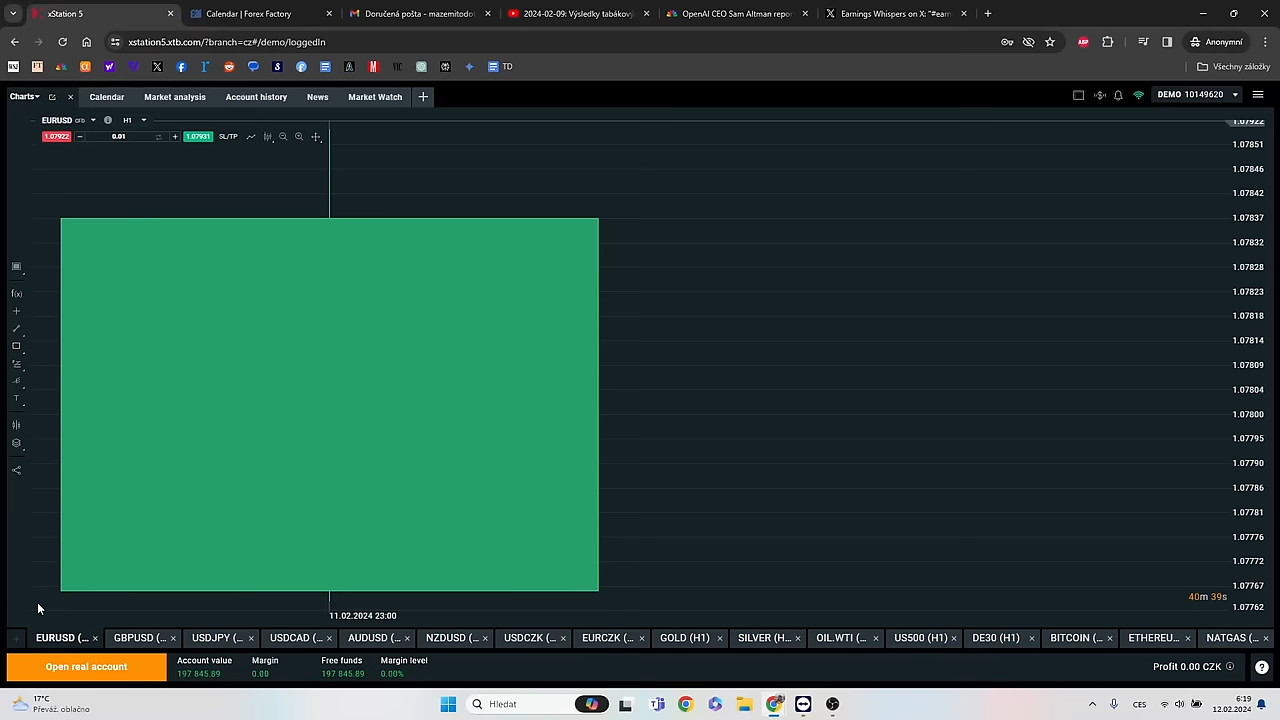 xStation 5
Calendar | Forex Factory
Doručená pošta - mazemitodot
2024-02-09: Výsledky tabákový
OpenAI CEO Sam Altman repor
Earnings Whispers on X: "#earn
xstation5.xtb.com/?branch=cz#/demo/loggedIn
Anonymní
TD
Všechny záložky
Charts
Calendar
Market analysis
Account history
News
Market Watch
DEMO 10149620
EURUSD CFD
H1
1.07922
0.01
1.07931
SL/TP
1.07922
1.07851
1.07846
1.07842
1.07837
1.07832
1.07828
1.07823
1.07818
1.07814
1.07809
1.07804
1.07800
1.07795
1.07790
1.07786
1.07781
1.07776
1.07772
1.07767
1.07762
f(x)
T
40m 39s
11.02.2024 23:00
EURUSD (...
GBPUSD (...
USDJPY (...
USDCAD (...
AUDUSD (...
NZDUSD (...
USDCZK (...
EURCZK (...
GOLD (H1)
SILVER (H...
OIL.WTI (...
US500 (H1)
DE30 (H1)
BITCOIN (...
ETHEREU...
NATGAS (...
Open real account
Account value
197 845.89
Margin
0.00
Free funds
197 845.89
Margin level
0.00%
Profit 0.00 CZK
17°C
Převáž. oblačno
Hledat
CES
6:19
12.02.2024